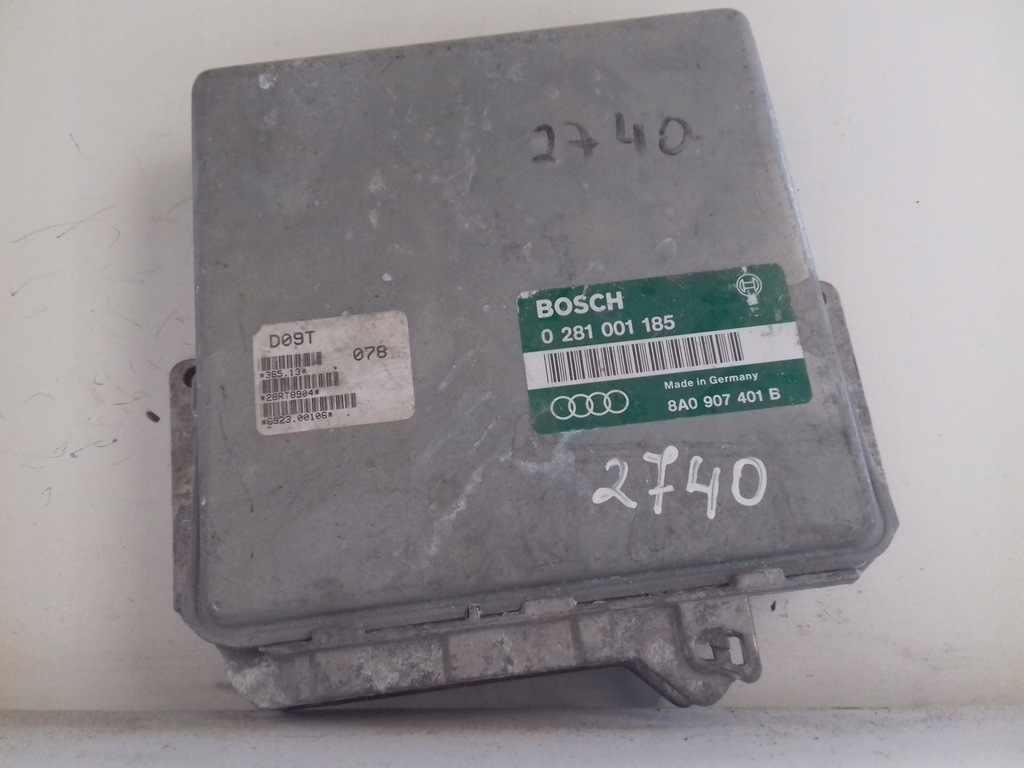 2740
BOSCH
0 281 001 185
Made in Germany
8A0 907 401 B
D09T
078
*365.13*
*28RT8904*
*6923.00106*
2740